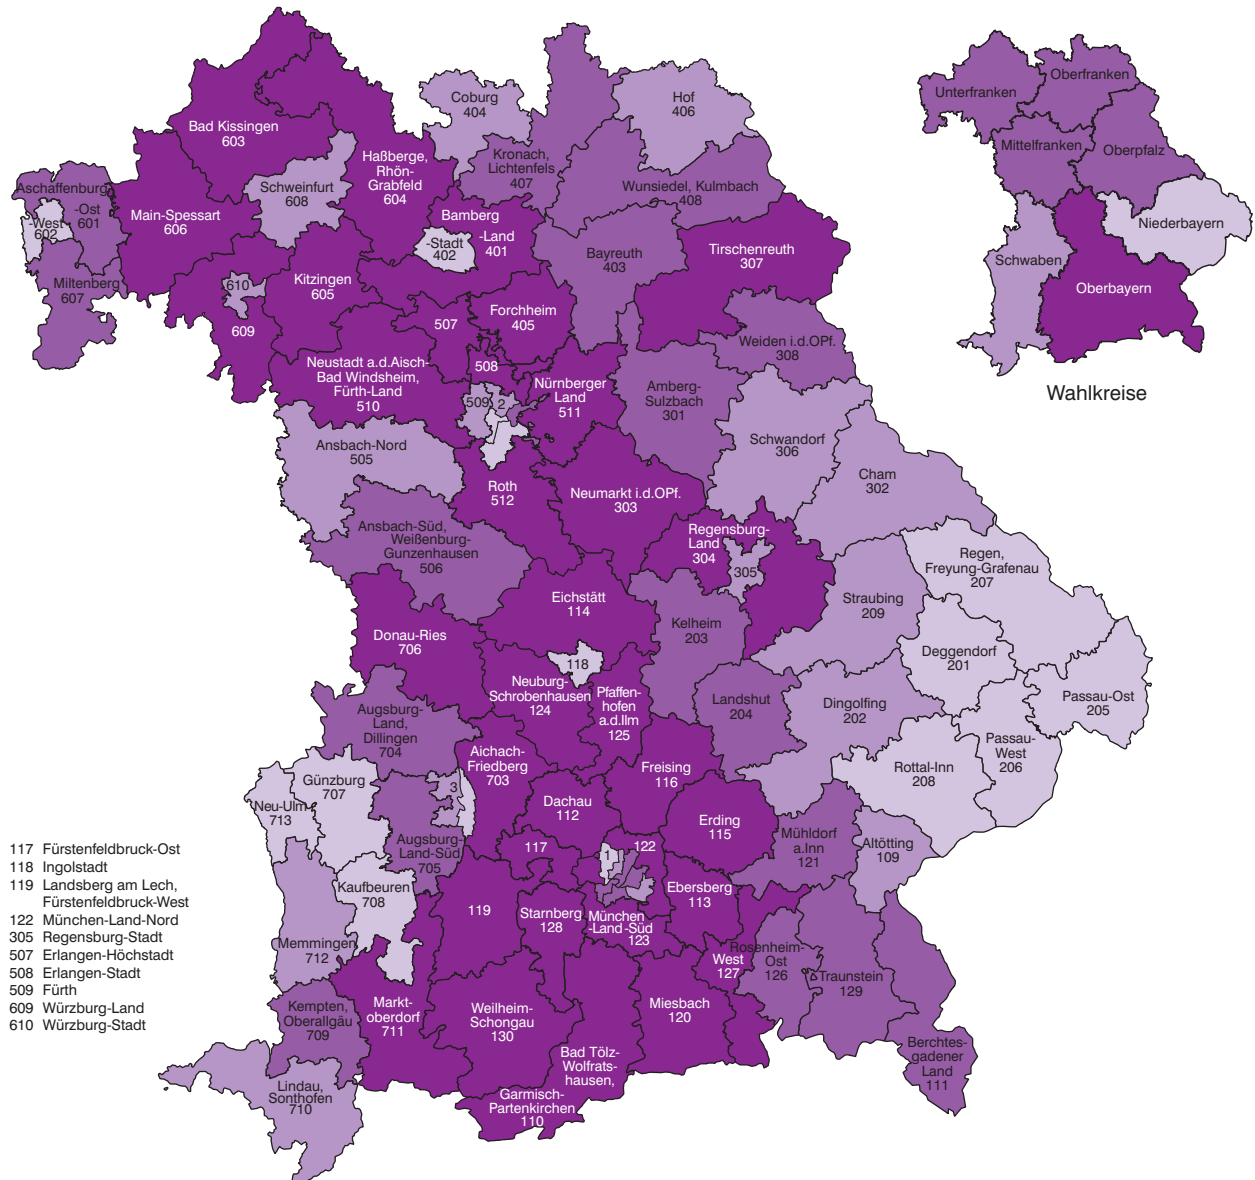 Coburg
404
Hof
406
Bad Kissingen
603
Haßberge,
Rhön-
Grabfeld
604
Kronach,
Lichtenfels
407
Wunsiedel, Kulmbach
408
Aschaffenburg
-Ost
601
-West
602
Main-Spessart
606
Schweinfurt
608
Bamberg
-Land
401
-Stadt
402
Bayreuth
403
Tirschenreuth
307
Miltenberg
607
610
609
Kitzingen
605
507
Forchheim
405
508
Neustadt a.d.Aisch-
Bad Windsheim,
Fürth-Land
510
509
2
Nürnberger
Land
511
Weiden i.d.OPf.
308
Amberg-
Sulzbach
301
Ansbach-Nord
505
Schwandorf
306
Cham
302
Roth
512
Neumarkt i.d.OPf.
303
Ansbach-Süd,
Weißenburg-
Gunzenhausen
506
Regensburg-
Land
304
305
Regen,
Freyung-Grafenau
207
Eichstätt
114
Straubing
209
Kelheim
203
Donau-Ries
706
118
Deggendorf
201
Neuburg-
Schrobenhausen
124
Pfaffen-
hofen
a.d.Ilm
125
Landshut
204
Dingolfing
202
Passau-Ost
205
Augsburg-
Land,
Dillingen
704
Passau-
West
206
Aichach-
Friedberg
703
Freising
116
Rottal-Inn
208
Günzburg
707
3
Dachau
112
Neu-Ulm
713
Erding
115
Mühldorf
a.Inn
121
Altötting
109
Augsburg-
Land-Süd
705
117
1
122
Kaufbeuren
708
Ebersberg
113
119
Starnberg
128
München
-Land-Süd
123
Memmingen
712
West
127
Rosenheim-
Ost
126
Traunstein
129
Kempten,
Oberallgäu
709
Markt-
oberdorf
711
Weilheim-
Schongau
130
Miesbach
120
Bad Tölz-
Wolfrats-
hausen,
Garmisch-
Partenkirchen
110
Berchtes-
gadener
Land
111
Lindau,
Sonthofen
710
Unterfranken
Oberfranken
Mittelfranken
Oberpfalz
Niederbayern
Schwaben
Oberbayern
Wahlkreise
117 Fürstenfeldbruck-Ost
118 Ingolstadt
119 Landsberg am Lech,
Fürstenfeldbruck-West
122 München-Land-Nord
305 Regensburg-Stadt
507 Erlangen-Höchstadt
508 Erlangen-Stadt
509 Fürth
609 Würzburg-Land
610 Würzburg-Stadt